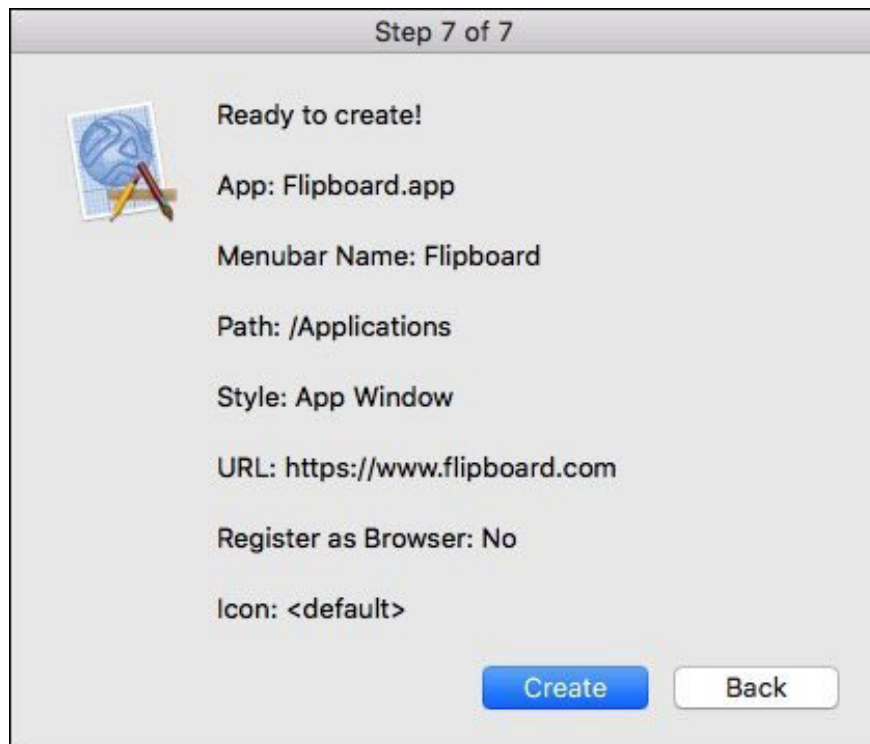 Step 7 of 7
Ready to create!
App: Flipboard.app
Menubar Name: Flipboard
Path: /Applications
Style: App Window
URL: https://www.flipboard.com
Register as Browser: No
Icon: <default>
Create
Back